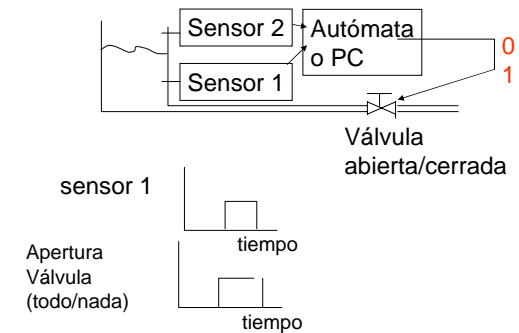 Sensor 2
Autómata
o PC
Sensor 1
0
1
Válvula
abierta/cerrada
sensor 1
tiempo
Apertura
Válvula
(todo/nada)
tiempo